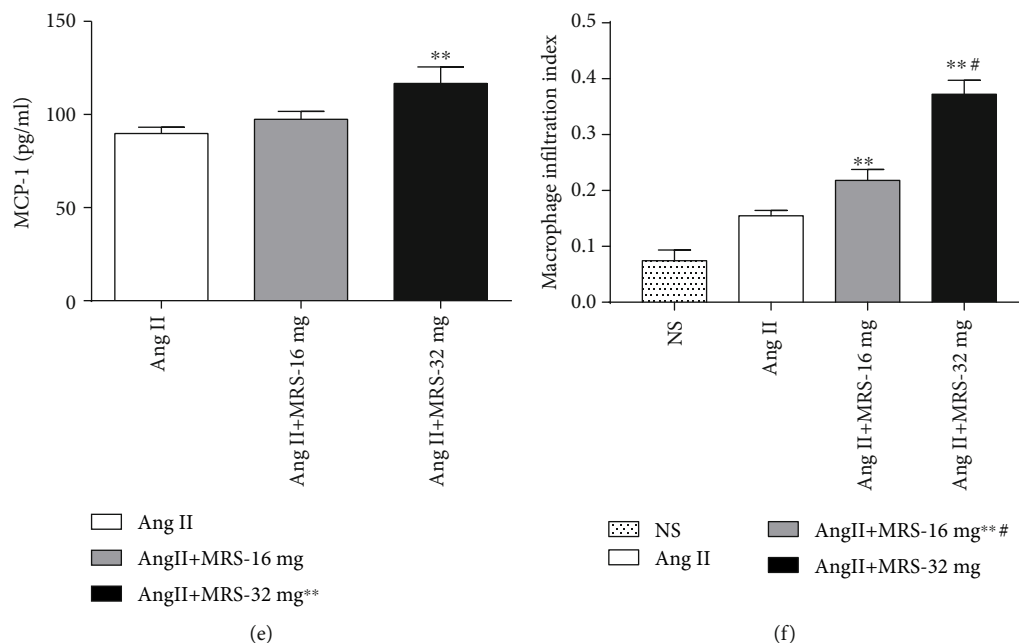 150
100
50
0
MCP-1 (pg/ml)
**
Ang II
Ang II+MRS-16 mg
Ang II+MRS-32 mg
Ang II
AngII+MRS-16 mg
AngII+MRS-32 mg**
(e)
0.5
0.4
0.3
0.2
0.1
0.0
Macrophage infiltration index
**
** #
NS
Ang II
Ang II+MRS-16 mg
Ang II+MRS-32 mg
NS
Ang II
AngII+MRS-16 mg** #
AngII+MRS-32 mg
(f)